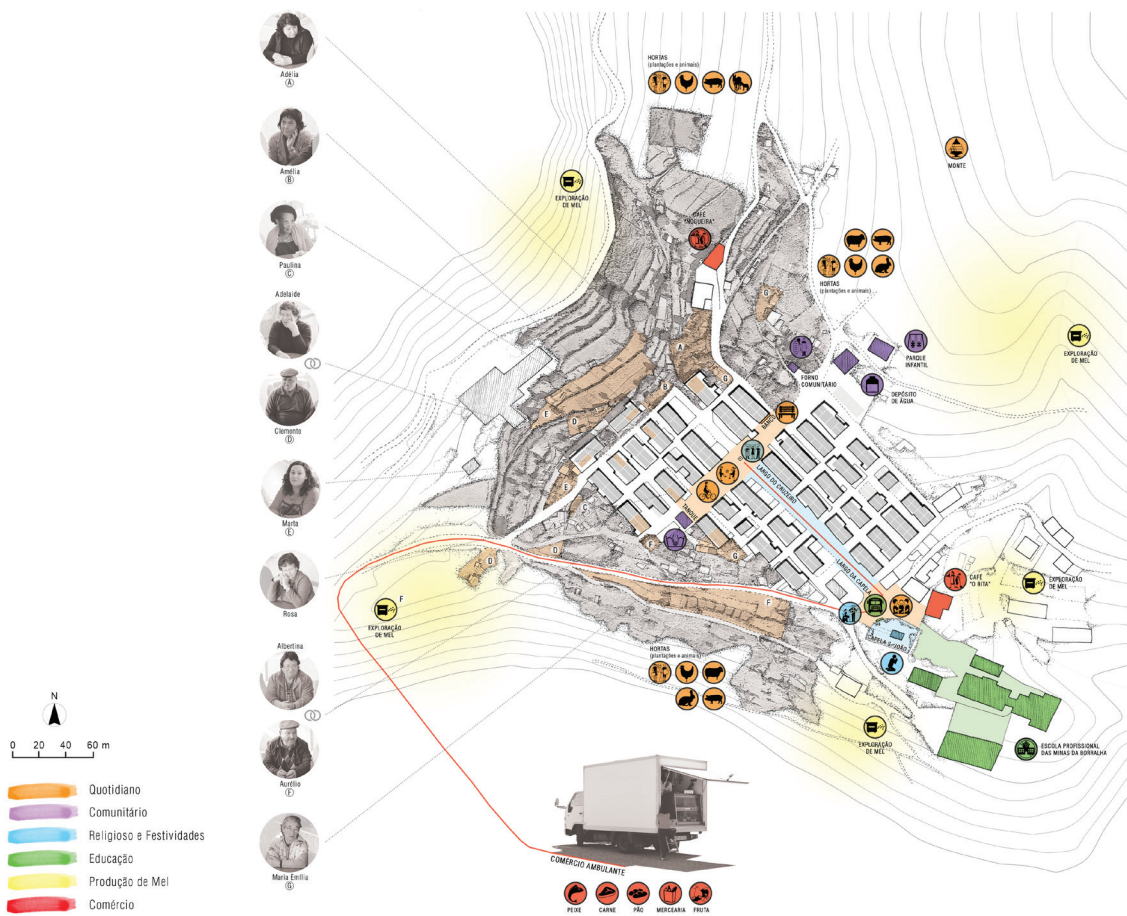 Adélia
A
Amélia
B
Paulina
C
Adelaide
Clemente
D
Marta
E
Rosa
Albertina
Aurélio
F
Maria Emília
G
HORTAS
(plantações e animais)
MONTE
EXPLORAÇÃO
DE MEL
CAFÉ
"NOGUEIRA"
HORTAS
(plantações e animais) ...
G
A
G
B
E
D
E
C
FORNO
COMUNITÁRIO
PARQUE
INFANTIL
DEPÓSITO
DE ÁGUA
EXPLORAÇÃO
DE MEL
BANCO
LARGO DO CRUZEIRO
TANQUE
F
G
D
D
F
LARGO DA CAPELA
CAFÉ
"O RITA"
EXPLORAÇÃO
DE MEL
F
EXPLORAÇÃO
DE MEL
CAPELA S. JOÃO
HORTAS
(plantações e animais)
EXPLORAÇÃO
DE MEL
ESCOLA PROFISSIONAL
DAS MINAS DA BORRALHA
N
0 20 40 60 m
Quotidiano
Comunitário
Religioso e Festividades
Educação
Produção de Mel
Comércio
COMÉRCIO AMBULANTE
PEIXE
CARNE
PÃO
MERCEARIA
FRUTA